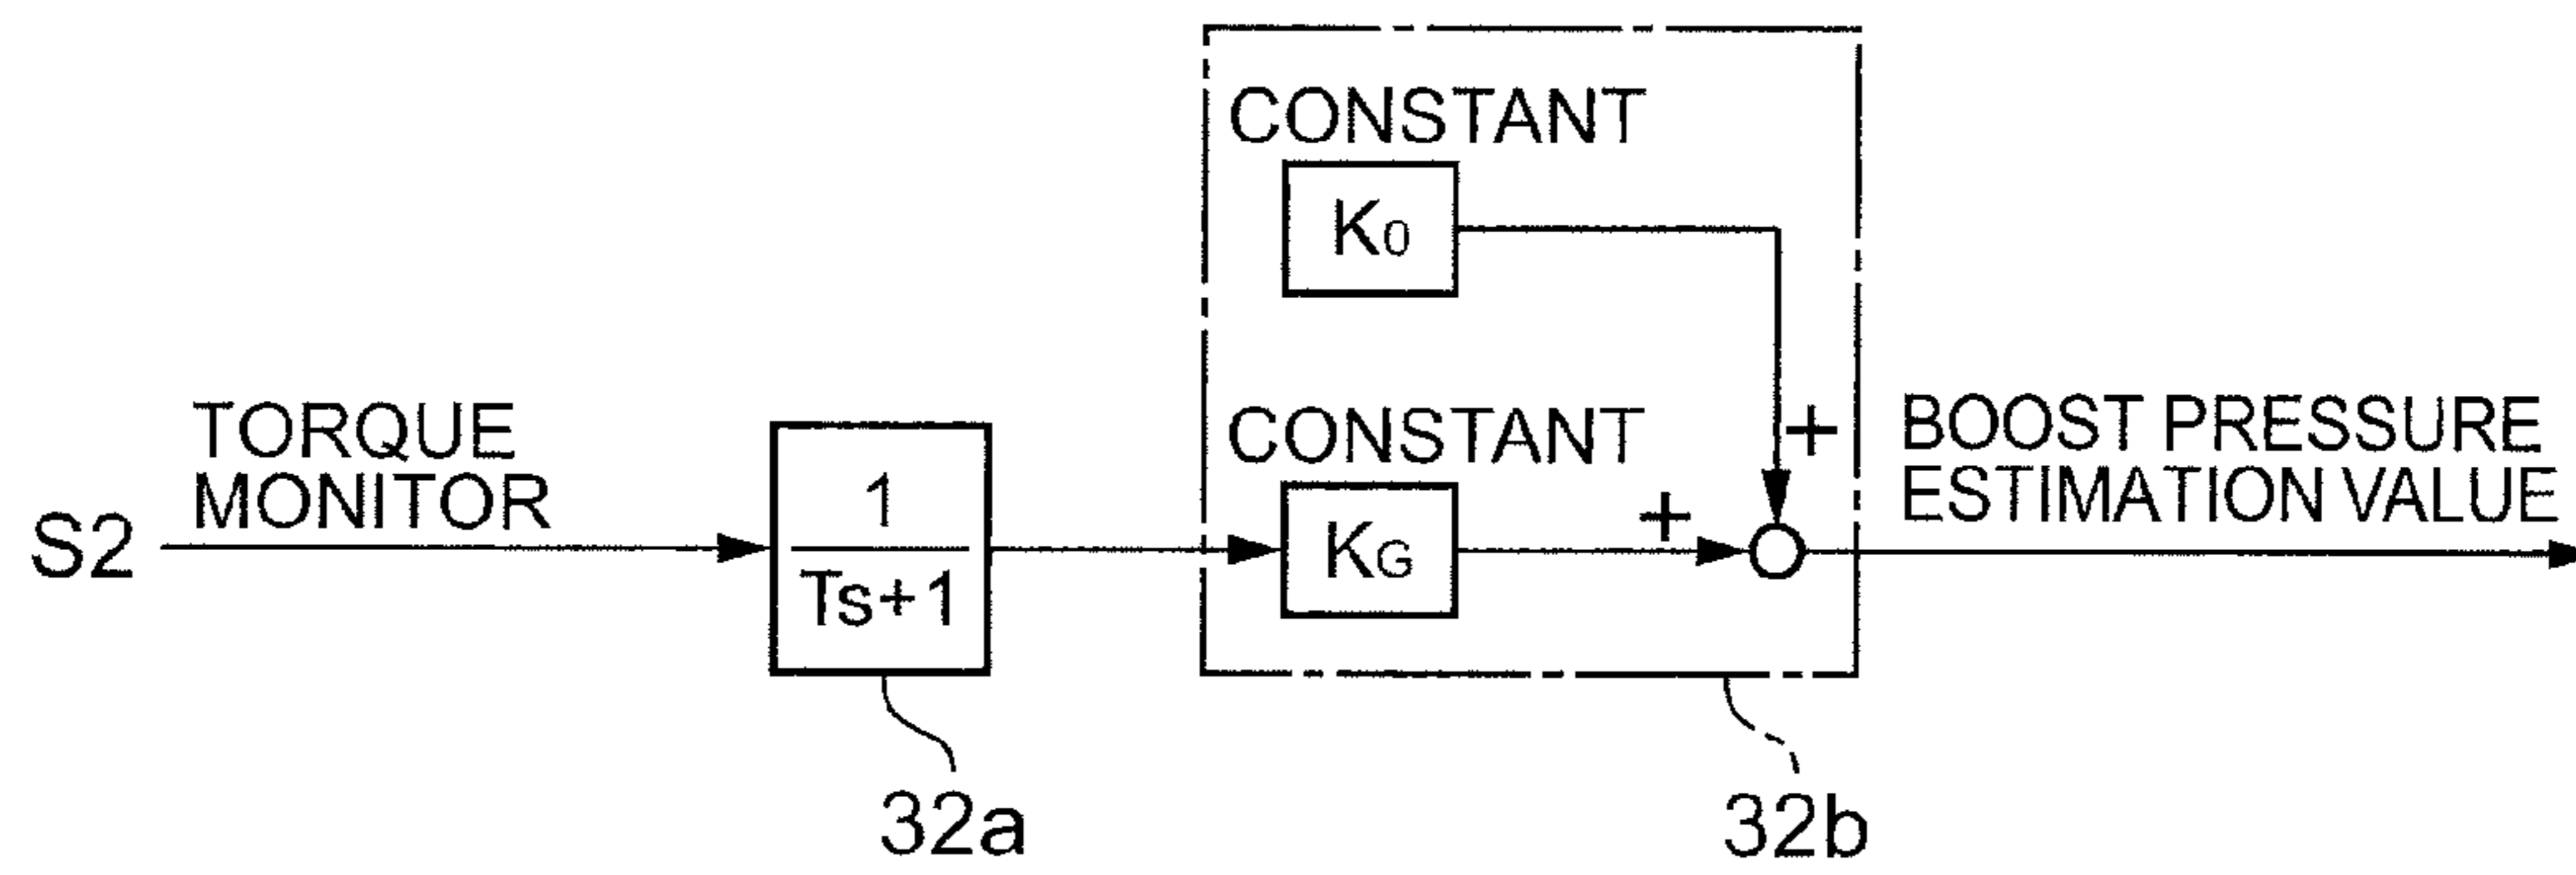 CONSTANT
K0
TORQUE
MONITOR
S2
1
Ts+1
CONSTANT
KG
+
+
BOOST PRESSURE
ESTIMATION VALUE
32a
32b